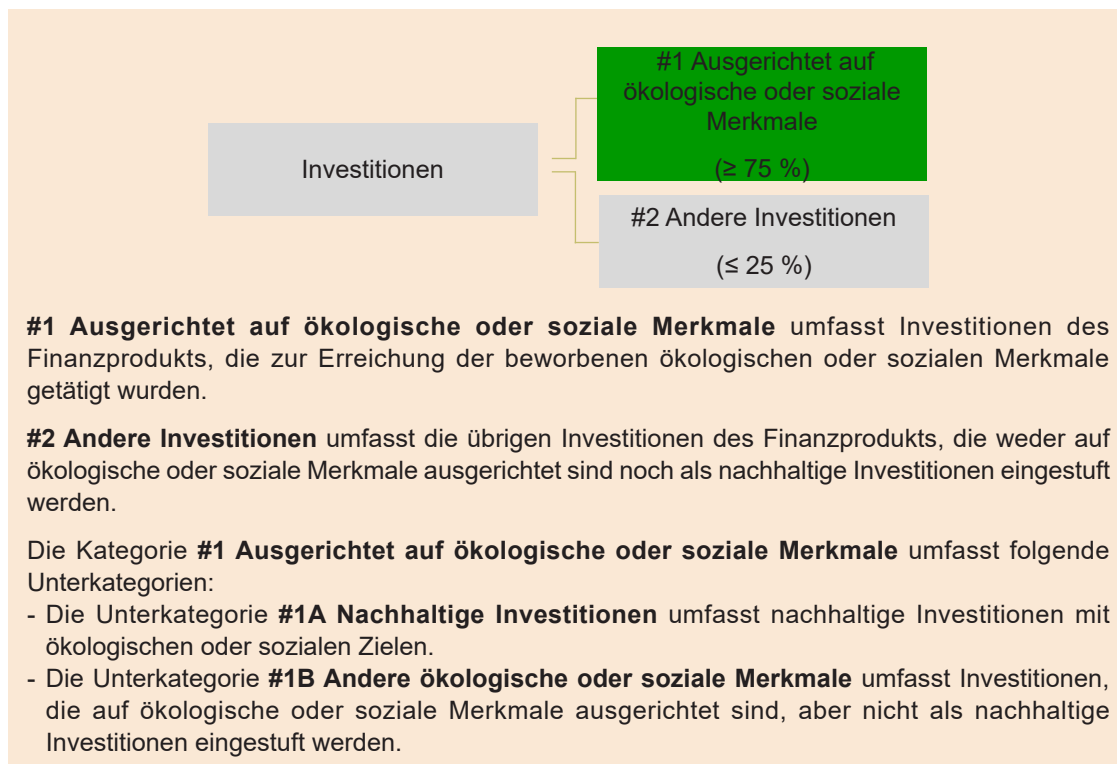 #1 Ausgerichtet auf
ökologische oder soziale
Merkmale
(≥ 75 %)
Investitionen
#2 Andere Investitionen
(≤ 25 %)
#1 Ausgerichtet auf ökologische oder soziale Merkmale umfasst Investitionen des
Finanzprodukts, die zur Erreichung der beworbenen ökologischen oder sozialen Merkmale
getätigt wurden.
#2 Andere Investitionen umfasst die übrigen Investitionen des Finanzprodukts, die weder auf
ökologische oder soziale Merkmale ausgerichtet sind noch als nachhaltige Investitionen eingestuft
werden.
Die Kategorie #1 Ausgerichtet auf ökologische oder soziale Merkmale umfasst folgende
Unterkategorien:
- Die Unterkategorie #1A Nachhaltige Investitionen umfasst nachhaltige Investitionen mit
ökologischen oder sozialen Zielen.
- Die Unterkategorie #1B Andere ökologische oder soziale Merkmale umfasst Investitionen,
die auf ökologische oder soziale Merkmale ausgerichtet sind, aber nicht als nachhaltige
Investitionen eingestuft werden.